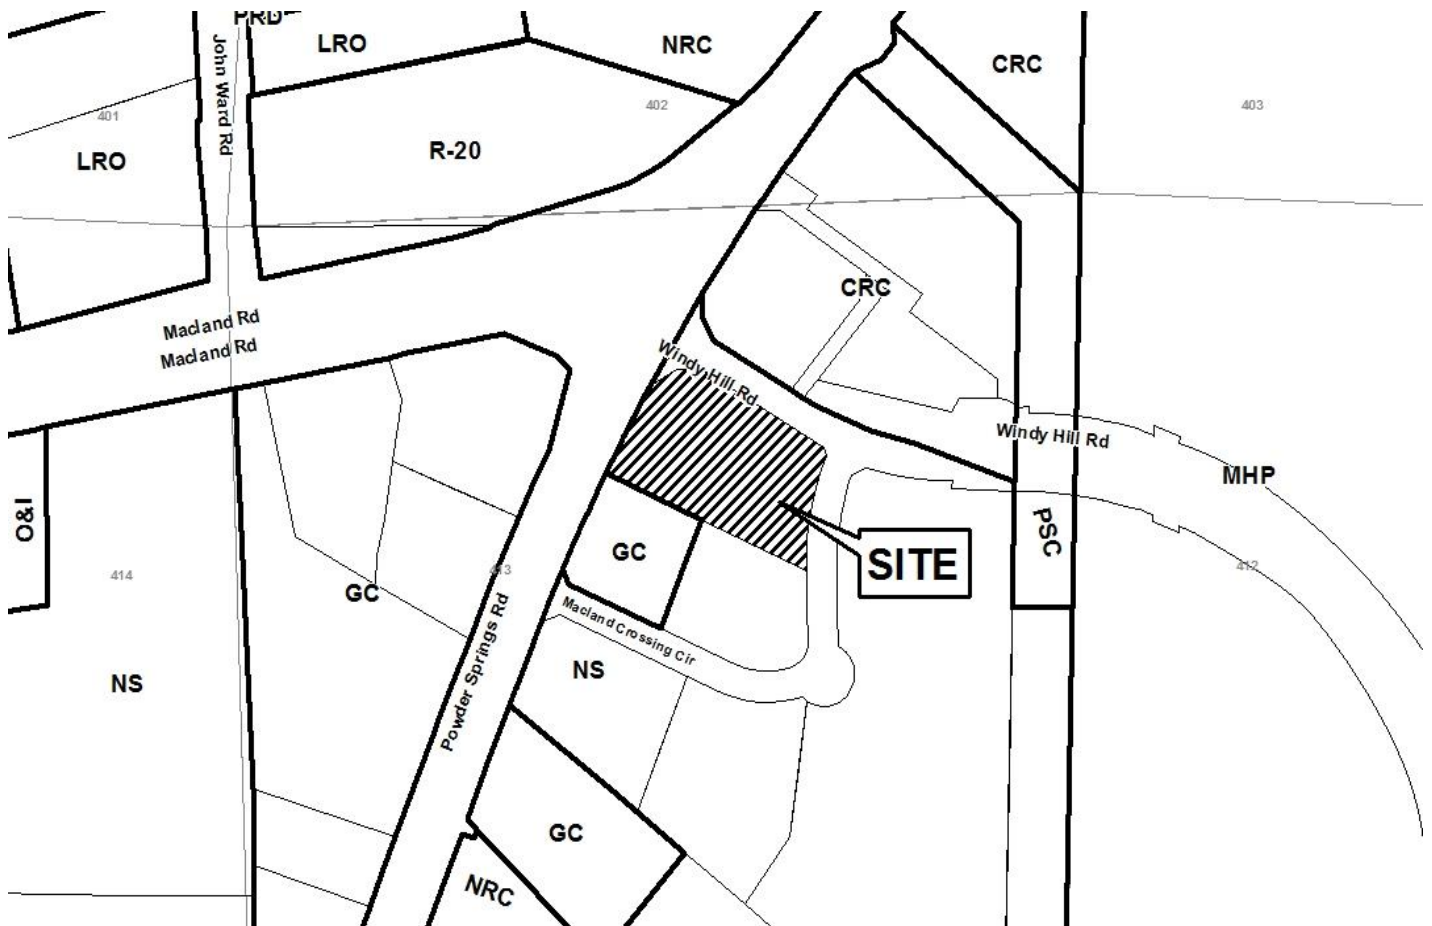 PRD
LRO
NRC
CRC
John Ward Rd
401
402
403
LRO
R-20
CRC
Macland Rd
Macland Rd
Windy Hill Rd
Windy Hill Rd
MHP
O&I
PSC
GC
SITE
414
413
412
GC
Macland Crossing Cir
Powder Springs Rd
NS
NS
GC
NRC